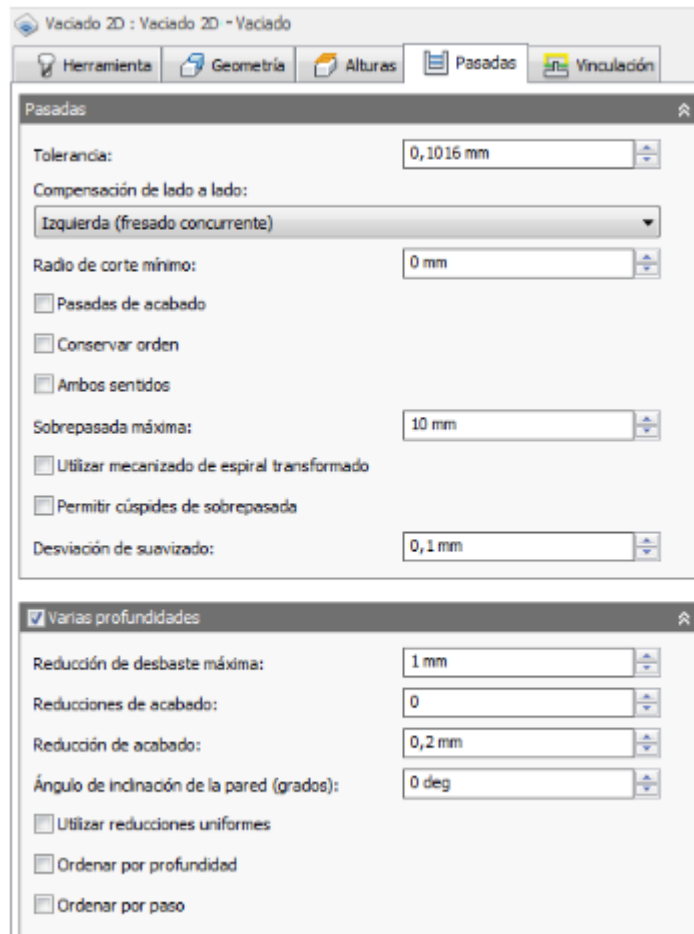 Vaciado 2D : Vaciado 2D - Vaciado
Herramienta Geometría Alturas Pasadas Vinculación
Pasadas
Tolerancia: 0,1016 mm
Compensación de lado a lado:
Izquierda (fresado concurrente)
Radio de corte mínimo: 0 mm
Pasadas de acabado
Conservar orden
Ambos sentidos
Sobrepasada máxima: 10 mm
Utilizar mecanizado de espiral transformado
Permitir cúspides de sobrepasada
Desviación de suavizado: 0,1 mm
Varias profundidades
Reducción de desbaste máxima: 1 mm
Reducciones de acabado: 0
Reducción de acabado: 0,2 mm
Ángulo de inclinación de la pared (grados): 0 deg
Utilizar reducciones uniformes
Ordenar por profundidad
Ordenar por paso